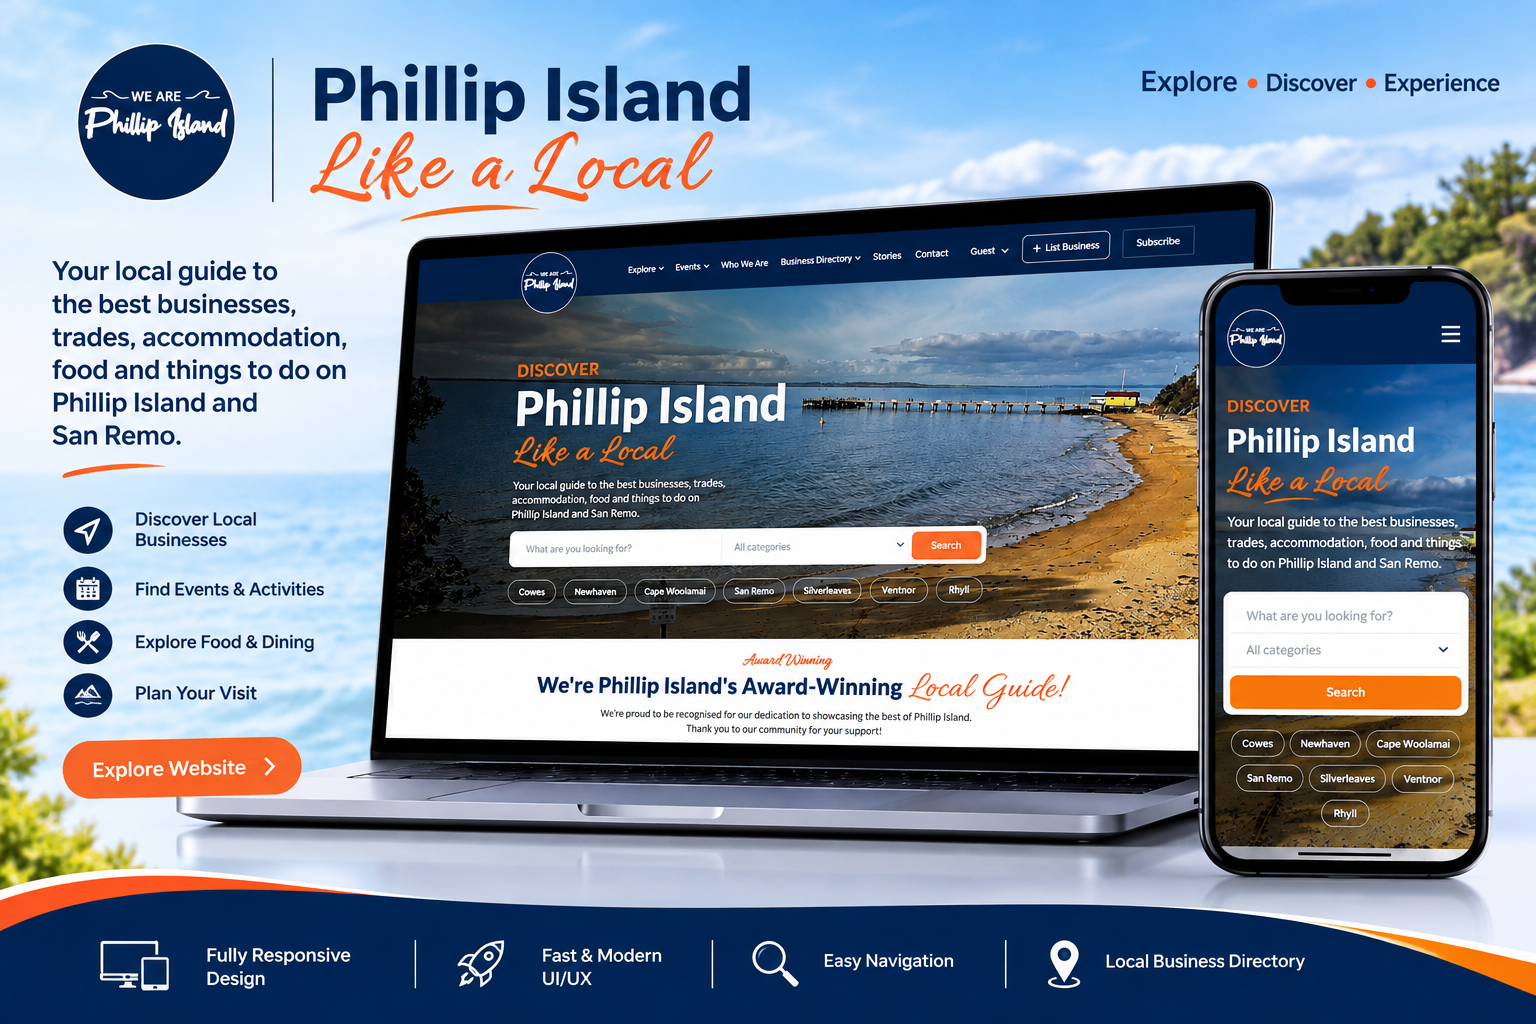 WE ARE
Phillip Island
Phillip Island
Like a Local
Explore • Discover • Experience
Your local guide to
the best businesses,
trades, accommodation,
food and things to do on
Phillip Island and
San Remo.
Discover Local
Businesses
Find Events & Activities
Explore Food & Dining
Plan Your Visit
Explore Website
WE ARE
Phillip Island
Explore
Events
Who We Are
Business Directory
Stories
Contact
Guest
+ List Business
Subscribe
DISCOVER
Phillip Island
Like a Local
Your local guide to the best businesses, trades,
accommodation, food and things to do on
Phillip Island and San Remo.
What are you looking for?
All categories
Search
Cowes
Newhaven
Cape Woolamai
San Remo
Silverleaves
Ventnor
Rhyll
Award Winning
We're Phillip Island's Award-Winning Local Guide!
We're proud to be recognised for our dedication to showcasing the best of Phillip Island.
Thank you to our community for your support!
WE ARE
Phillip Island
DISCOVER
Phillip Island
Like a Local
Your local guide to the best businesses,
trades, accommodation, food and things
to do on Phillip Island and San Remo.
What are you looking for?
All categories
Search
Cowes
Newhaven
Cape Woolamai
San Remo
Silverleaves
Ventnor
Rhyll
Fully Responsive
Design
Fast & Modern
UI/UX
Easy Navigation
Local Business Directory